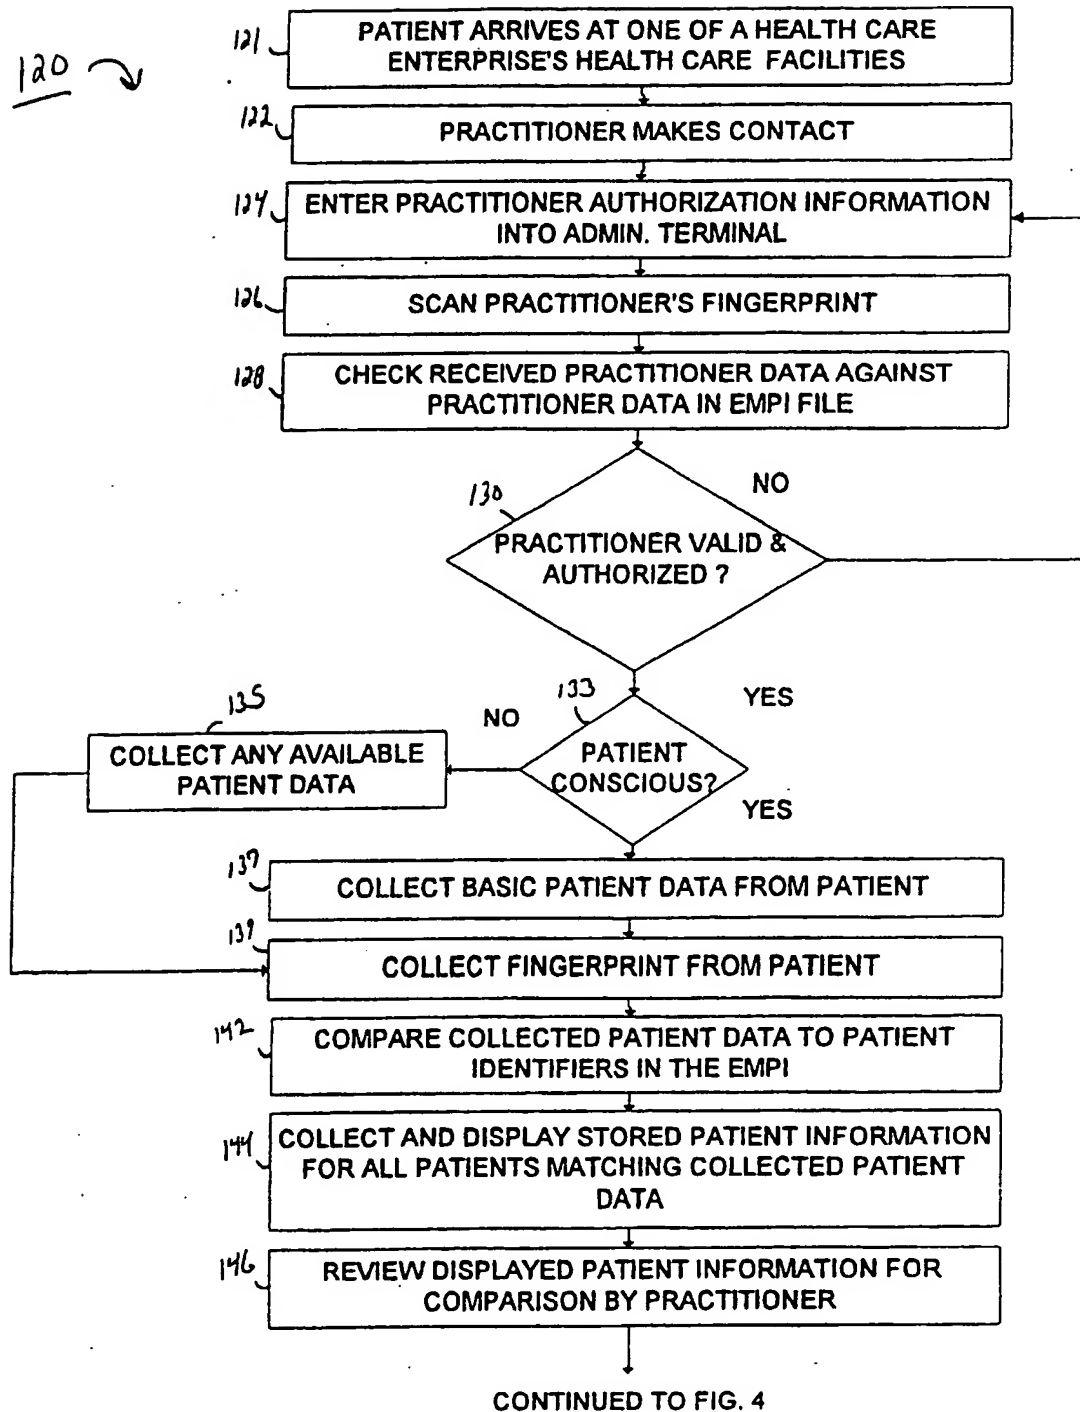 120
121
PATIENT ARRIVES AT ONE OF A HEALTH CARE
ENTERPRISE'S HEALTH CARE FACILITIES
122
PRACTITIONER MAKES CONTACT
124
ENTER PRACTITIONER AUTHORIZATION INFORMATION
INTO ADMIN. TERMINAL
126
SCAN PRACTITIONER'S FINGERPRINT
128
CHECK RECEIVED PRACTITIONER DATA AGAINST
PRACTITIONER DATA IN EMPI FILE
130
NO
PRACTITIONER VALID &
AUTHORIZED ?
133
YES
135
NO
COLLECT ANY AVAILABLE
PATIENT DATA
PATIENT
CONSCIOUS?
YES
137
COLLECT BASIC PATIENT DATA FROM PATIENT
139
COLLECT FINGERPRINT FROM PATIENT
142
COMPARE COLLECTED PATIENT DATA TO PATIENT
IDENTIFIERS IN THE EMPI
144
COLLECT AND DISPLAY STORED PATIENT INFORMATION
FOR ALL PATIENTS MATCHING COLLECTED PATIENT
DATA
146
REVIEW DISPLAYED PATIENT INFORMATION FOR
COMPARISON BY PRACTITIONER
CONTINUED TO FIG. 4